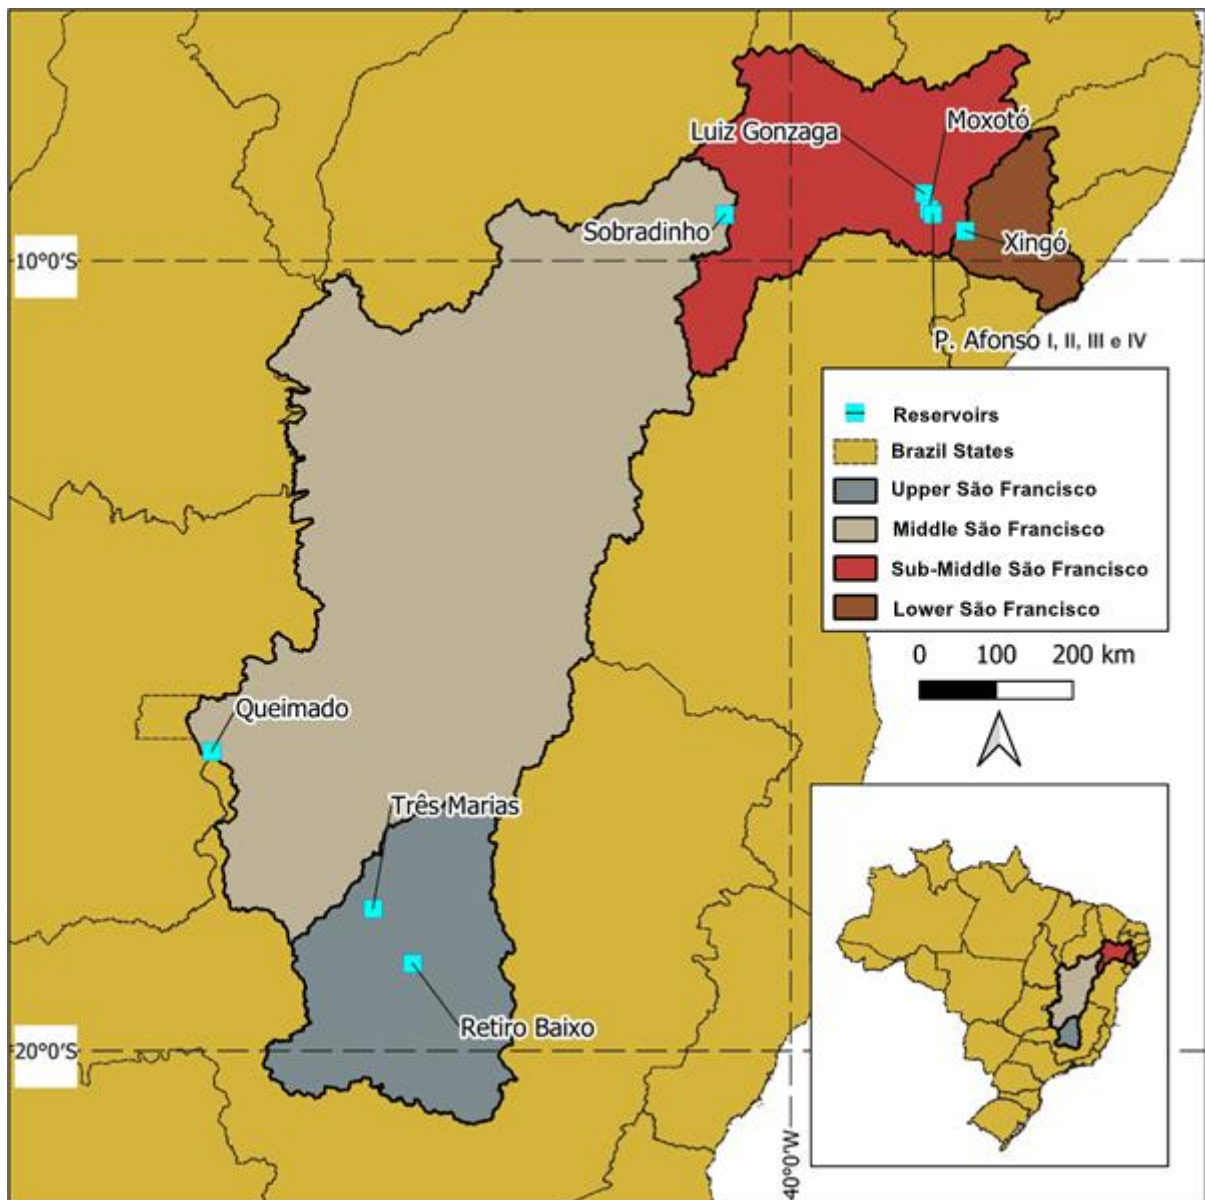 Moxotó
Luiz Gonzaga
Sobradinho
Xingó
10°0'S
P. Afonso I, II, III e IV
Reservoirs
Brazil States
Upper São Francisco
Middle São Francisco
Sub-Middle São Francisco
Lower São Francisco
0 100 200 km
Queimado
Três Marias
Retiro Baixo
20°0'S
40°0'W